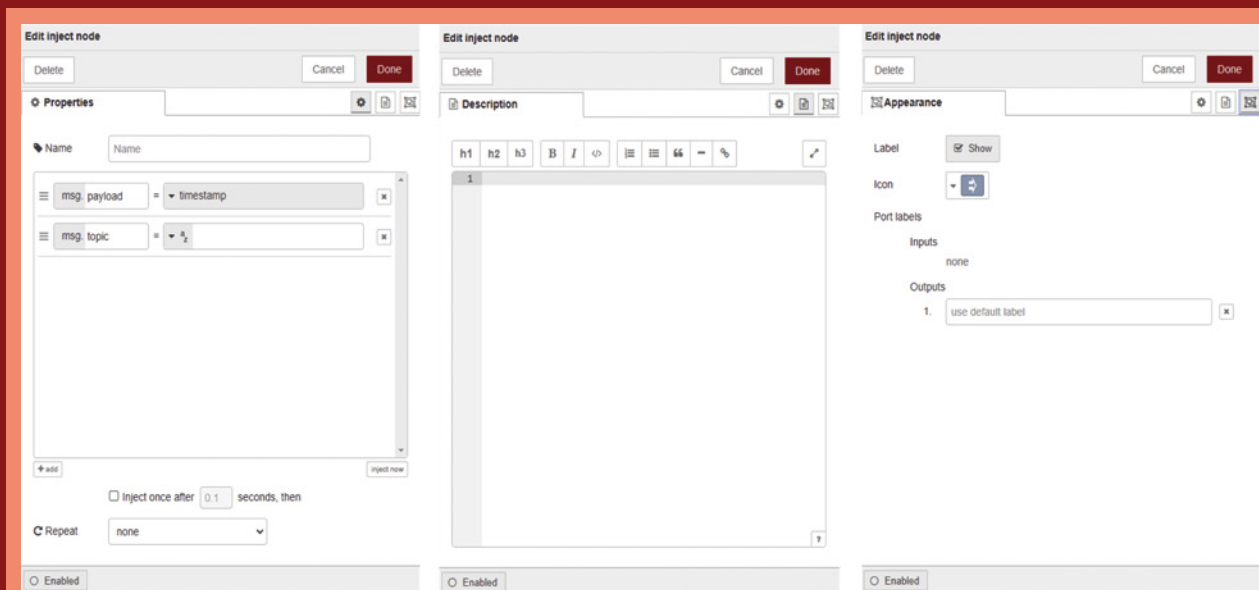 Edit inject node
Delete
Cancel
Done
Properties
Name
Name
msg. payload
=
timestamp
msg. topic
=
a
z
+ add
inject now
Inject once after 0.1 seconds, then
Repeat
none
Enabled
Edit inject node
Delete
Cancel
Done
Description
h1 h2 h3 B I </>
1
?
Enabled
Edit inject node
Delete
Cancel
Done
Appearance
Label
Show
Icon
Port labels
Inputs
none
Outputs
1. use default label
Enabled